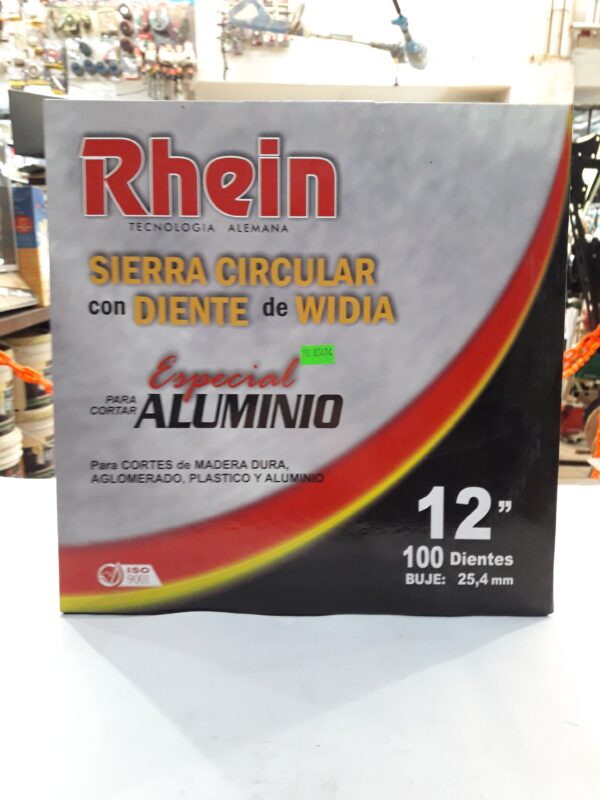 Rhein
TECNOLOGIA ALEMANA
SIERRA CIRCULAR
con DIENTE de WIDIA
Especial
PARA
CORTAR ALUMINIO
Para CORTES de MADERA DURA,
AGLOMERADO, PLASTICO Y ALUMINIO
12”
100 Dientes
BUJE: 25,4 mm
ISO